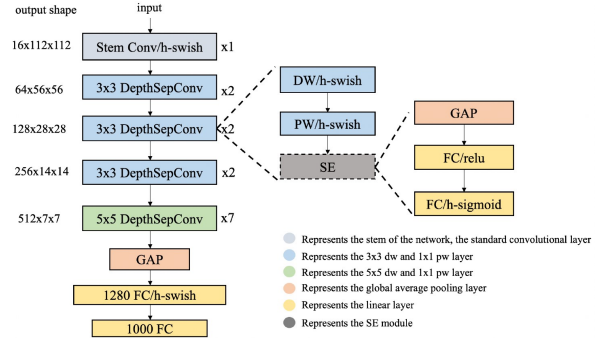 output shape
input
16x112x112
Stem Conv/h-swish
x1
64x56x56
3x3 DepthSepConv
x2
128x28x28
3x3 DepthSepConv
x2
256x14x14
3x3 DepthSepConv
x2
512x7x7
5x5 DepthSepConv
x7
GAP
1280 FC/h-swish
1000 FC
DW/h-swish
PW/h-swish
SE
GAP
FC/relu
FC/h-sigmoid
Represents the stem of the network, the standard convolutional layer
Represents the 3x3 dw and 1x1 pw layer
Represents the 5x5 dw and 1x1 pw layer
Represents the global average pooling layer
Represents the linear layer
Represents the SE module